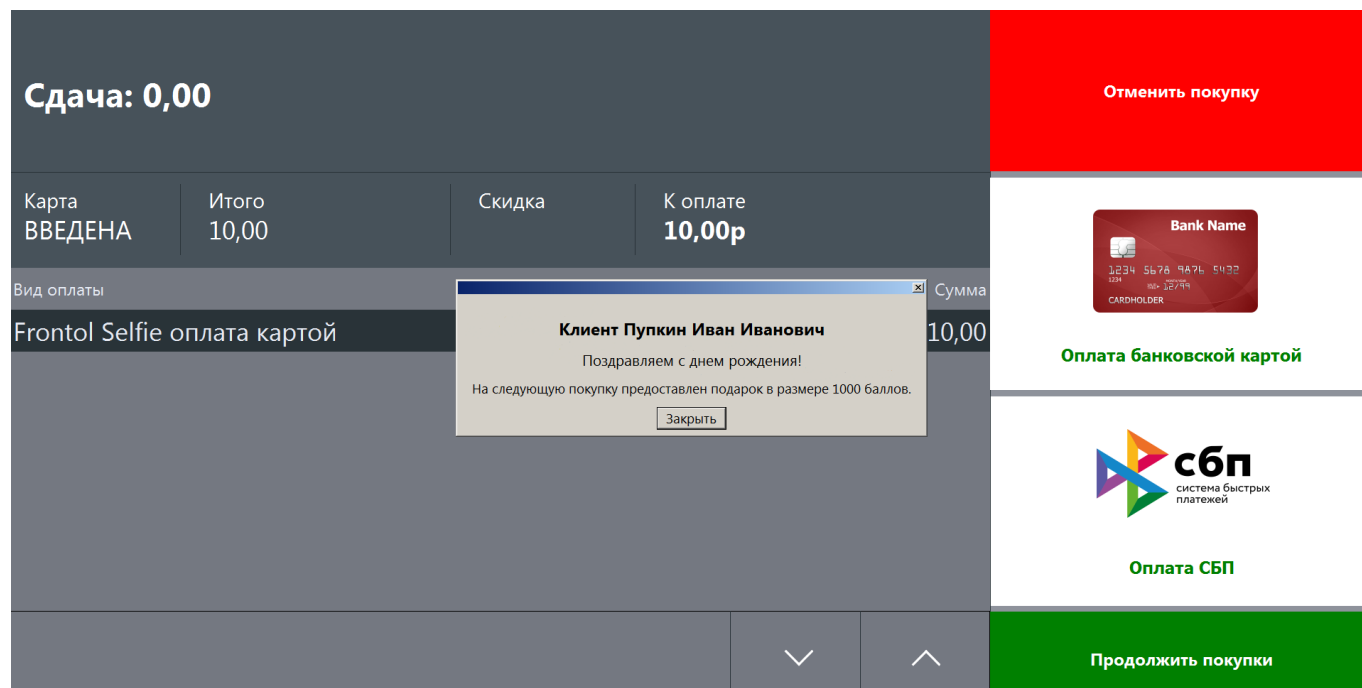 Сдача: 0,00
Отменить покупку
Карта
ВВЕДЕНА
Итого
10,00
Скидка
К оплате
10,00р
Bank Name
1234 5678 9876 5432
1234
12/99
CARDHOLDER
Оплата банковской картой
Вид оплаты
Сумма
Frontol Selfie оплата картой
10,00
Клиент Пупкин Иван Иванович
Поздравляем с днем рождения!
На следующую покупку предоставлен подарок в размере 1000 баллов.
Закрыть
сбп
система быстрых
платежей
Оплата СБП
Продолжить покупки